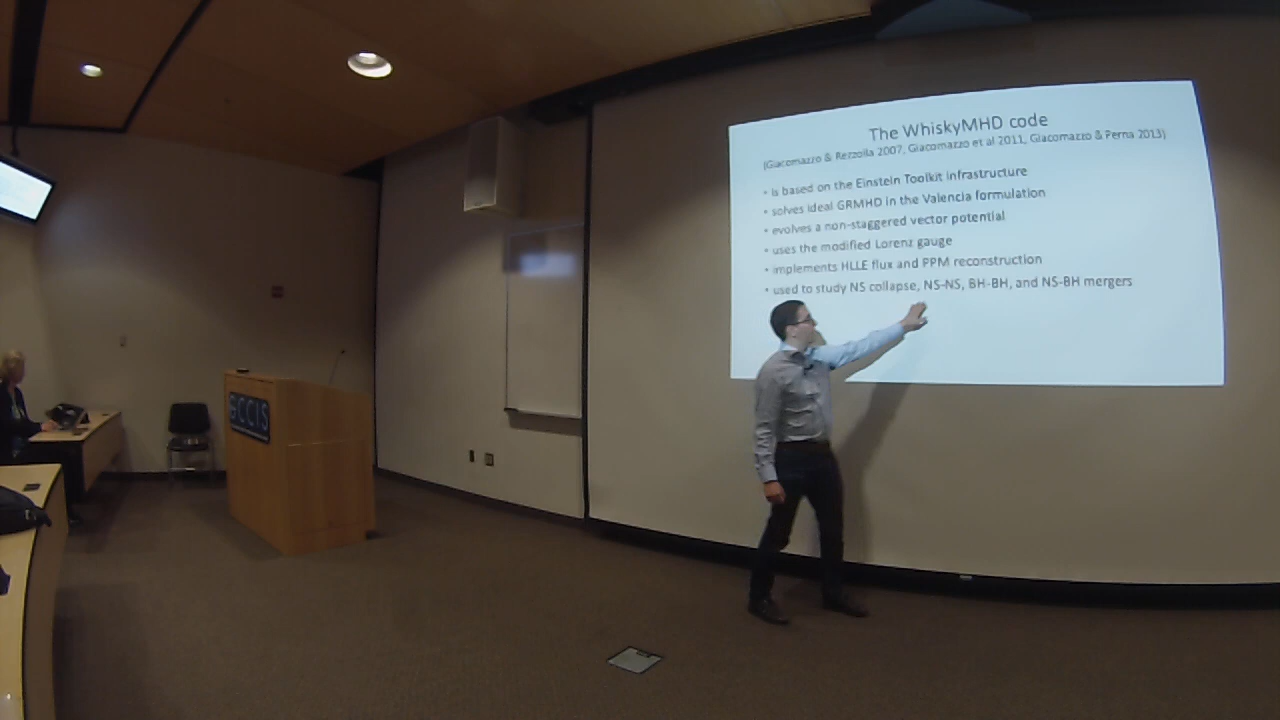 The WhiskyMHD code
(Giacomazzo & Rezzolla 2007, Giacomazzo et al 2011, Giacomazzo & Perna 2013)
• is based on the Einstein Toolkit infrastructure
• solves ideal GRMHD in the Valencia formulation
• evolves a non-staggered vector potential
• uses the modified Lorenz gauge
• implements HLLE flux and PPM reconstruction
• used to study NS collapse, NS-NS, BH-BH, and NS-BH mergers
CCIS